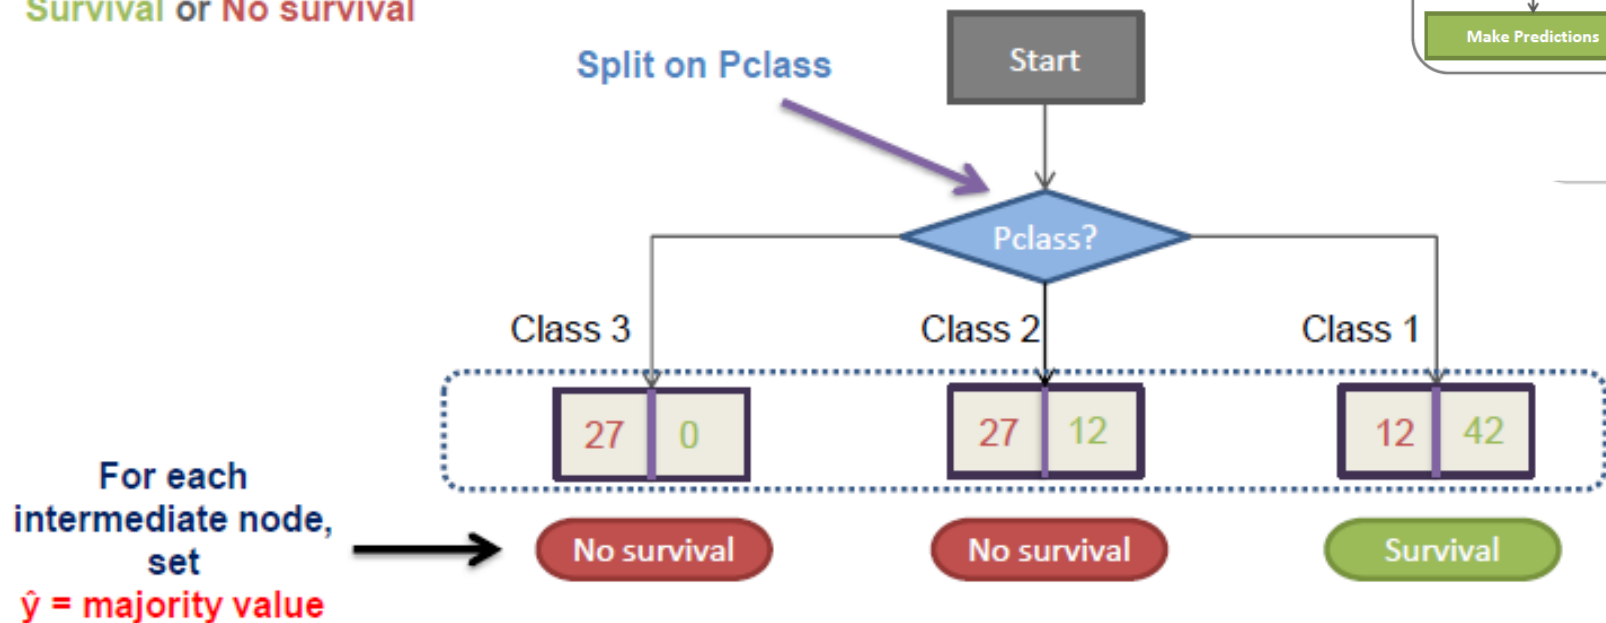 Survival or No survival
Make Predictions
Start
Split on Pclass
Pclass?
Class 3
Class 2
Class 1
27 0
27 12
12 42
For each
intermediate node,
set
ŷ = majority value
No survival
No survival
Survival